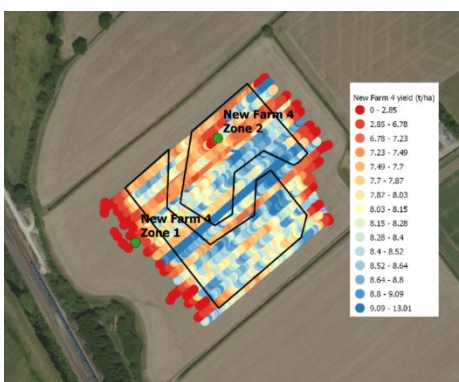 New Farm 4
Zone 2
New Farm 4
Zone 1
New Farm 4 yield (t/ha)
0 - 2.85
2.85 - 6.78
6.78 - 7.23
7.23 - 7.49
7.49 - 7.7
7.7 - 7.87
7.87 - 8.03
8.03 - 8.15
8.15 - 8.28
8.28 - 8.4
8.4 - 8.52
8.52 - 8.64
8.64 - 8.8
8.8 - 9.09
9.09 - 13.01